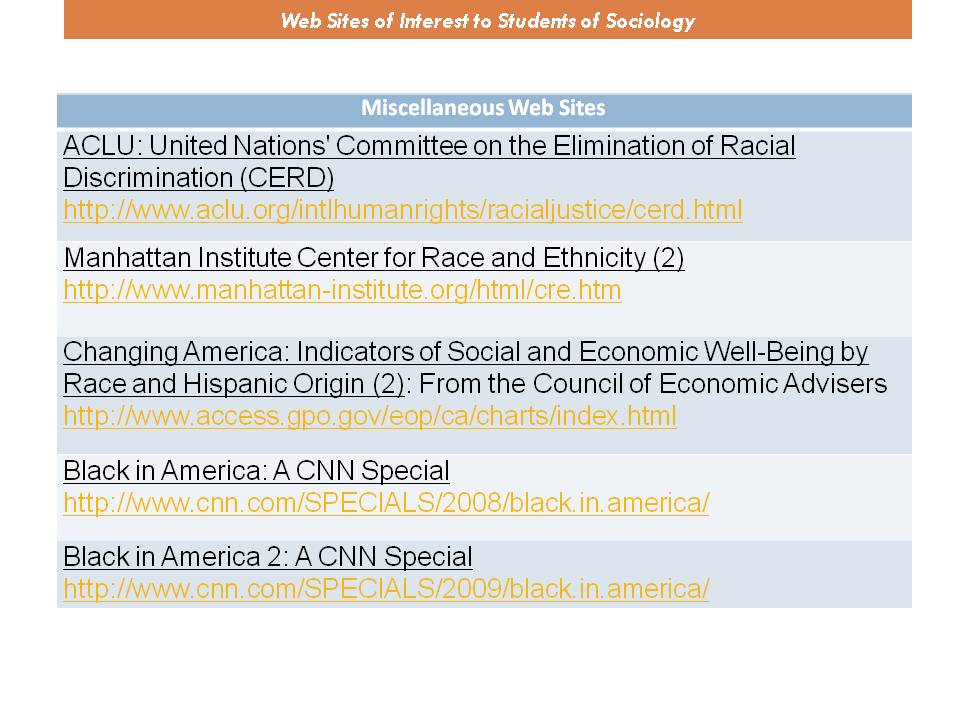 Web Sites of Interest to Students of Sociology
Miscellaneous Web Sites
ACLU: United Nations' Committee on the Elimination of Racial
Discrimination (CERD)
http://www.aclu.org/intlhumanrights/racialjustice/cerd.html
Manhattan Institute Center for Race and Ethnicity (2)
http://www.manhattan-institute.org/html/cre.htm
Changing America: Indicators of Social and Economic Well-Being by
Race and Hispanic Origin (2): From the Council of Economic Advisers
http://www.access.gpo.gov/eop/ca/charts/index.html
Black in America: A CNN Special
http://www.cnn.com/SPECIALS/2008/black.in.america/
Black in America 2: A CNN Special
http://www.cnn.com/SPECIALS/2009/black.in.america/